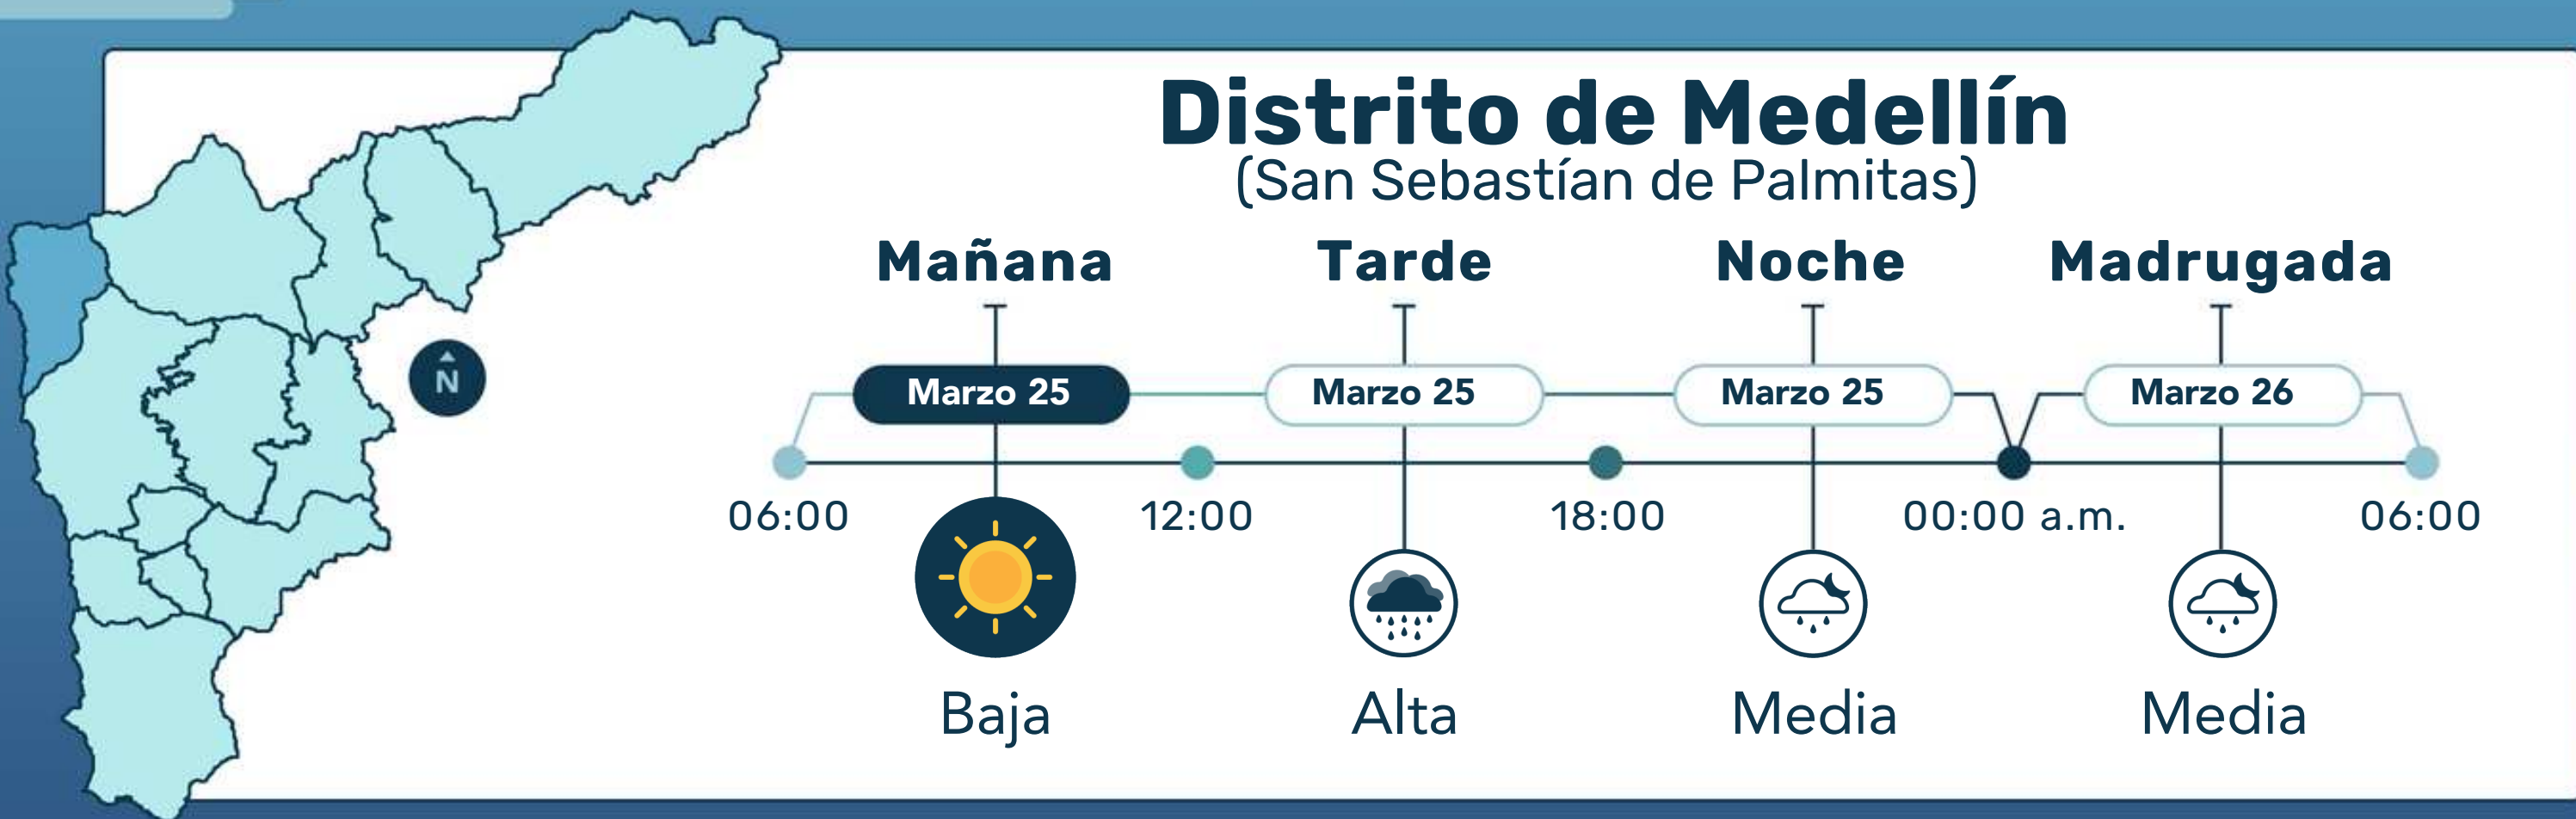 Distrito de Medellín
(San Sebastían de Palmitas)
Mañana Tarde Noche Madrugada
Marzo 25 Marzo 25 Marzo 25 Marzo 26
N
06:00 12:00 18:00 00:00 a.m. 06:00
Baja Alta Media Media